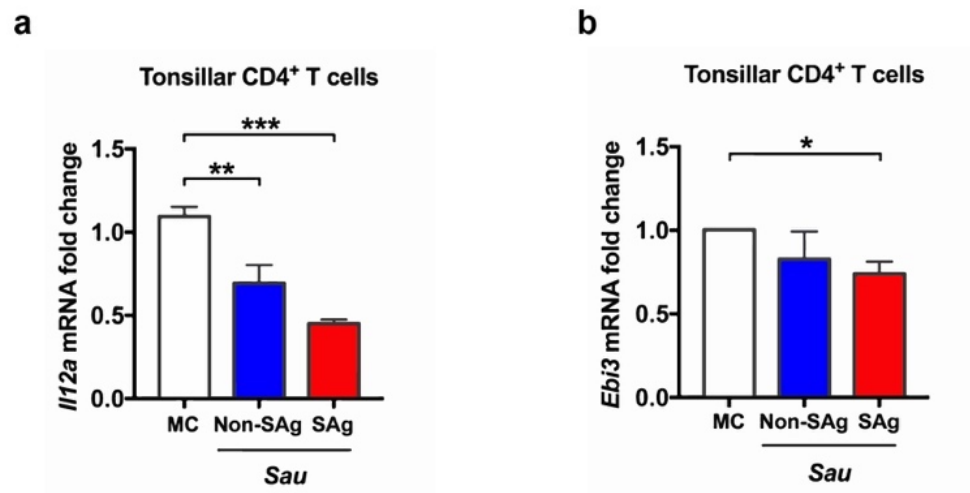 a
Tonsillar CD4⁺ T cells
***
**
Il12a mRNA fold change
1.5
1.0
0.5
0.0
MC Non-SAg SAg
Sau
b
Tonsillar CD4⁺ T cells
*
Ebi3 mRNA fold change
1.5
1.0
0.5
0.0
MC Non-SAg SAg
Sau